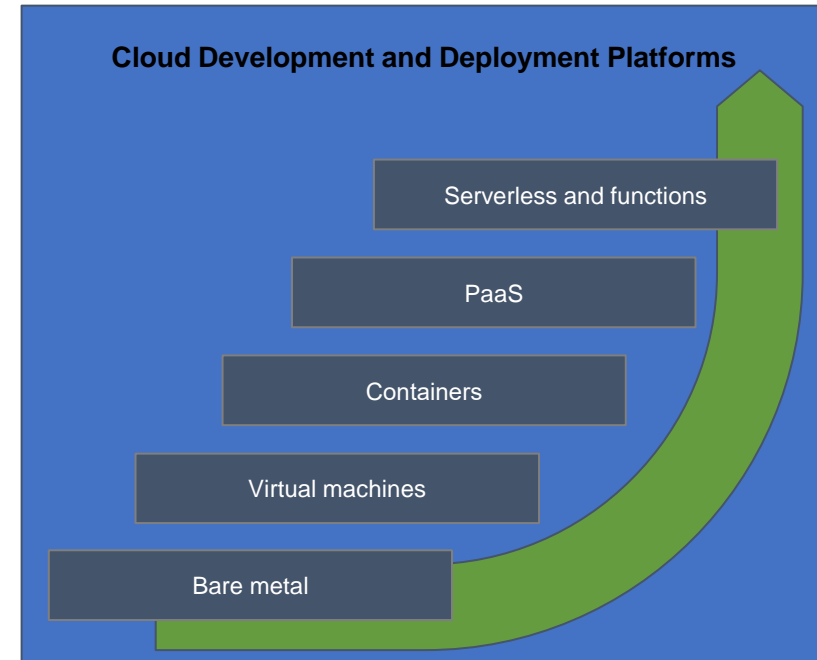 Cloud Development and Deployment Platforms
Serverless and functions
PaaS
Containers
Virtual machines
Bare metal